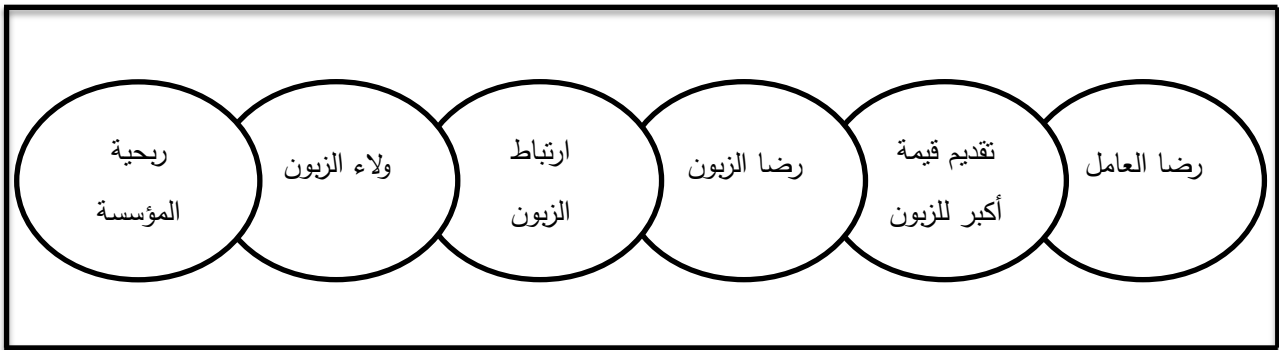 رضا العامل
تقديم قيمة
أكبر للزبون
رضا الزبون
ارتباط
الزبون
ولاء الزبون
ربحية
المؤسسة